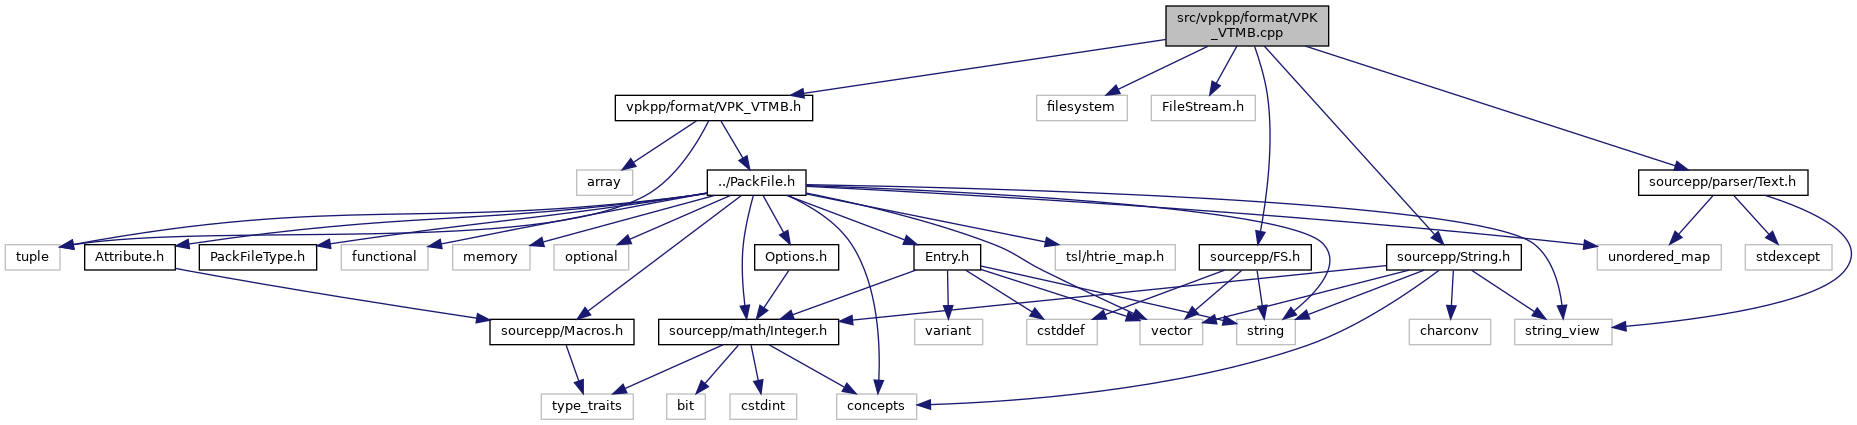 src/vpkpp/format/VPK
_VTMB.cpp
vpkpp/format/VPK_VTMB.h
filesystem
FileStream.h
array
../PackFile.h
sourcepp/parser/Text.h
tuple
Attribute.h
PackFileType.h
functional
memory
optional
Options.h
Entry.h
tsl/htrie_map.h
sourcepp/FS.h
sourcepp/String.h
unordered_map
stdexcept
sourcepp/Macros.h
sourcepp/math/Integer.h
variant
cstddef
vector
string
charconv
string_view
type_traits
bit
cstdint
concepts